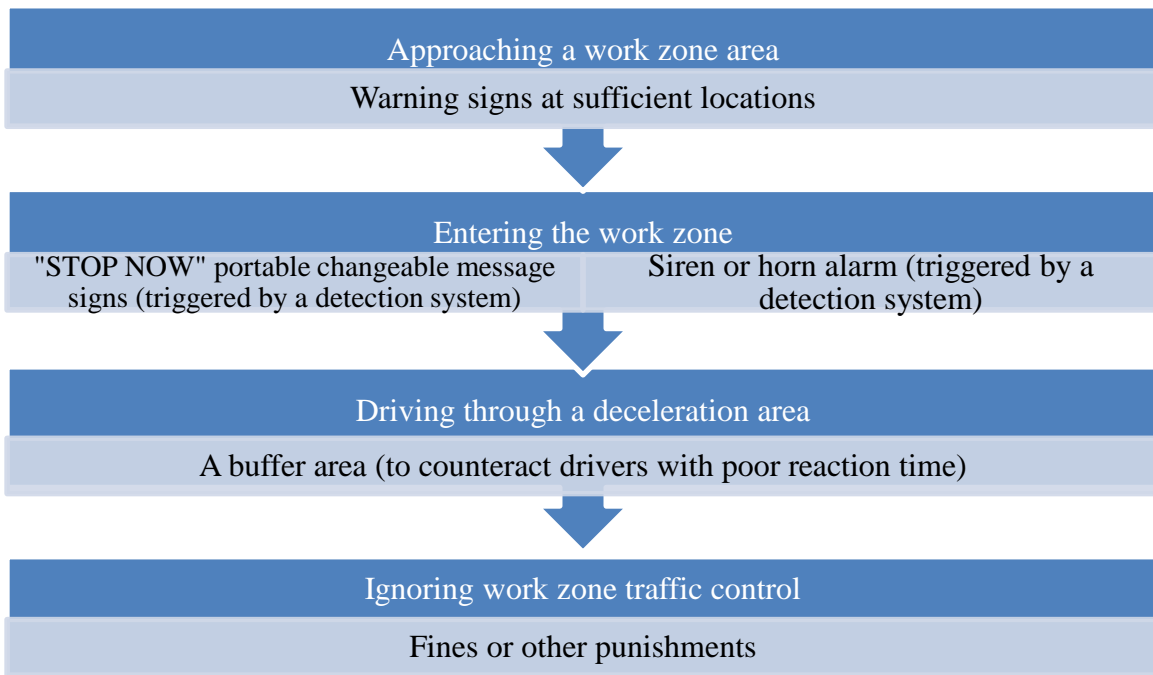 Approaching a work zone area
Warning signs at sufficient locations
Entering the work zone
"STOP NOW" portable changeable message
signs (triggered by a detection system)
Siren or horn alarm (triggered by a
detection system)
Driving through a deceleration area
A buffer area (to counteract drivers with poor reaction time)
Ignoring work zone traffic control
Fines or other punishments